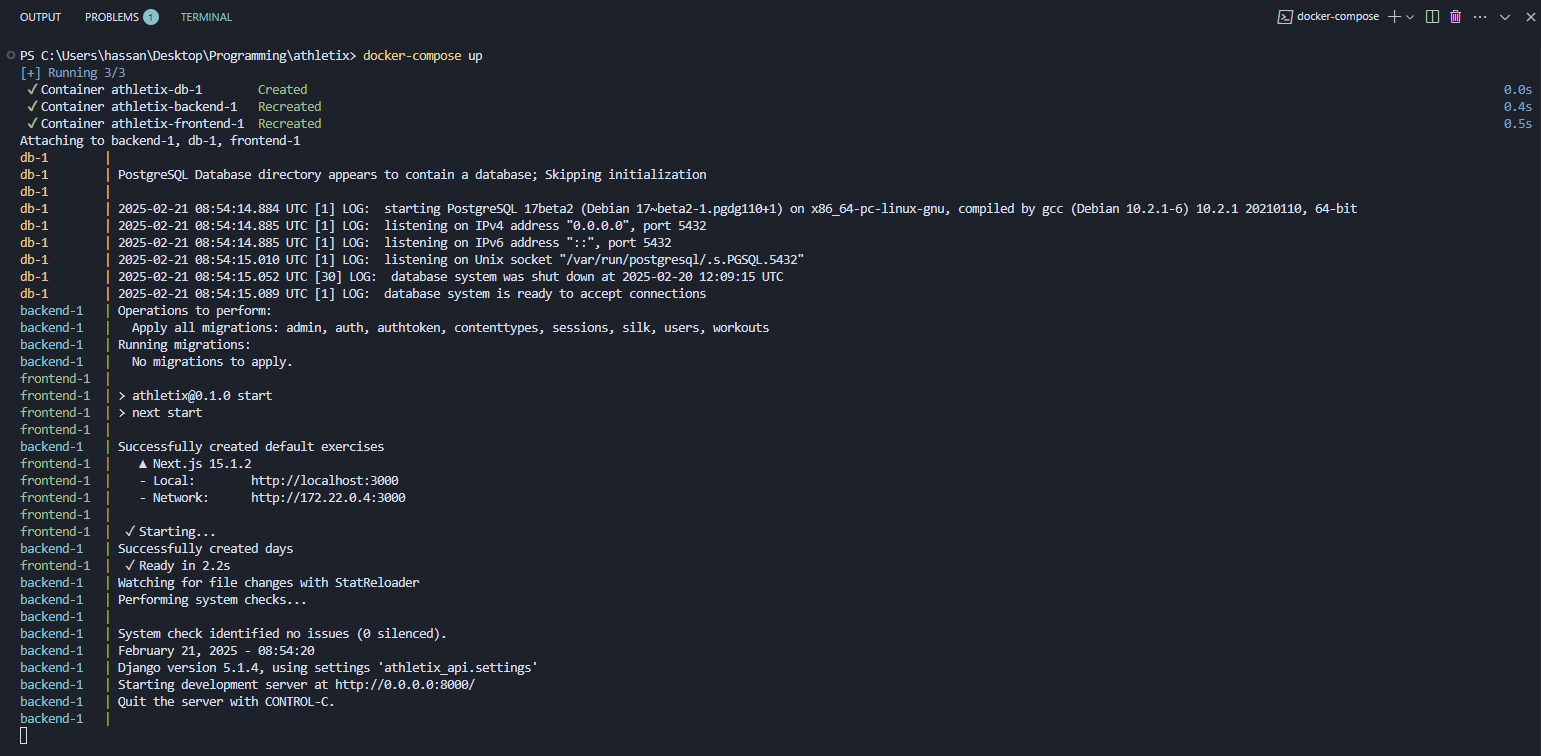 OUTPUT PROBLEMS 1 TERMINAL docker-compose
PS C:\Users\hassan\Desktop\Programming\athletix> docker-compose up
[+] Running 3/3
✓ Container athletix-db-1 Created 0.0s
✓ Container athletix-backend-1 Recreated 0.4s
✓ Container athletix-frontend-1 Recreated 0.5s
Attaching to backend-1, db-1, frontend-1
db-1 |
db-1 | PostgreSQL Database directory appears to contain a database; Skipping initialization
db-1 |
db-1 | 2025-02-21 08:54:14.884 UTC [1] LOG:  starting PostgreSQL 17beta2 (Debian 17~beta2-1.pgdg110+1) on x86_64-pc-linux-gnu, compiled by gcc (Debian 10.2.1-6) 10.2.1 20210110, 64-bit
db-1 | 2025-02-21 08:54:14.885 UTC [1] LOG:  listening on IPv4 address "0.0.0.0", port 5432
db-1 | 2025-02-21 08:54:14.885 UTC [1] LOG:  listening on IPv6 address "::", port 5432
db-1 | 2025-02-21 08:54:15.010 UTC [1] LOG:  listening on Unix socket "/var/run/postgresql/.s.PGSQL.5432"
db-1 | 2025-02-21 08:54:15.052 UTC [30] LOG:  database system was shut down at 2025-02-20 12:09:15 UTC
db-1 | 2025-02-21 08:54:15.089 UTC [1] LOG:  database system is ready to accept connections
backend-1 | Operations to perform:
backend-1 |   Apply all migrations: admin, auth, authtoken, contenttypes, sessions, silk, users, workouts
backend-1 | Running migrations:
backend-1 |   No migrations to apply.
frontend-1 |
frontend-1 | > athletix@0.1.0 start
frontend-1 | > next start
frontend-1 |
backend-1 | Successfully created default exercises
frontend-1 |    ▲ Next.js 15.1.2
frontend-1 |    - Local:        http://localhost:3000
frontend-1 |    - Network:      http://172.22.0.4:3000
frontend-1 |
frontend-1 |  ✓ Starting...
backend-1 | Successfully created days
frontend-1 |  ✓ Ready in 2.2s
backend-1 | Watching for file changes with StatReloader
backend-1 | Performing system checks...
backend-1 |
backend-1 | System check identified no issues (0 silenced).
backend-1 | February 21, 2025 - 08:54:20
backend-1 | Django version 5.1.4, using settings 'athletix_api.settings'
backend-1 | Starting development server at http://0.0.0.0:8000/
backend-1 | Quit the server with CONTROL-C.
backend-1 |